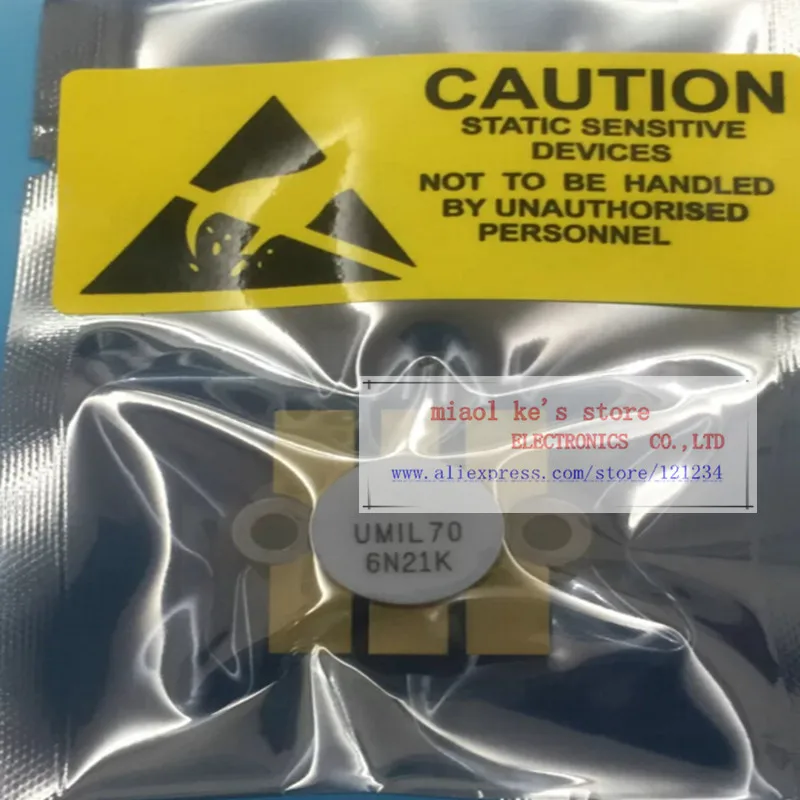 CAUTION
STATIC SENSITIVE
DEVICES
NOT TO BE HANDLED
BY UNAUTHORISED
PERSONNEL
miaol ke's store
ELECTRONICS CO.,LTD
www.aliexpress.com/store/121234
UMIL70
6N21K